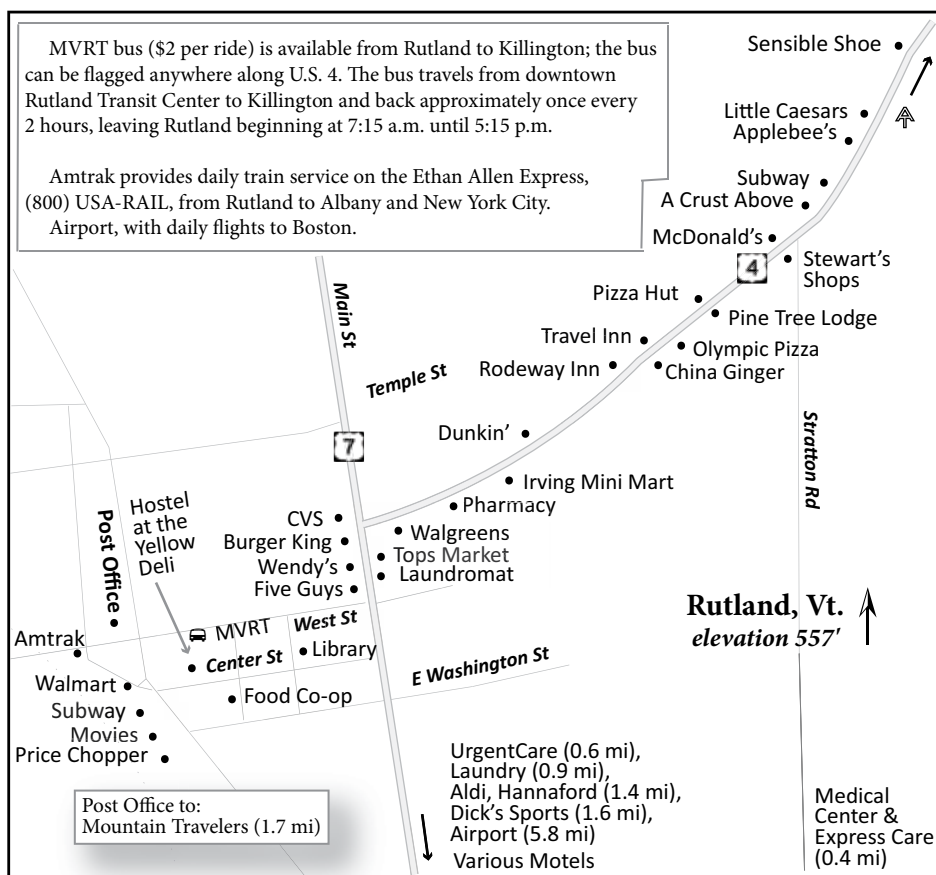 MVRT bus ($2 per ride) is available from Rutland to Killington; the bus
can be flagged anywhere along U.S. 4. The bus travels from downtown
Rutland Transit Center to Killington and back approximately once every
2 hours, leaving Rutland beginning at 7:15 a.m. until 5:15 p.m.
Amtrak provides daily train service on the Ethan Allen Express,
(800) USA-RAIL, from Rutland to Albany and New York City.
Airport, with daily flights to Boston.
Sensible Shoe
Little Caesars
Applebee's
Subway
A Crust Above
McDonald's
4
Stewart's
Shops
Pizza Hut
Pine Tree Lodge
Travel Inn
Olympic Pizza
Rodeway Inn
China Ginger
Main St
Temple St
Stratton Rd
7
Dunkin'
Irving Mini Mart
Pharmacy
Hostel
at the
Yellow
Deli
Post Office
CVS
Burger King
Wendy's
Five Guys
Walgreens
Tops Market
Laundromat
Rutland, Vt.
elevation 557'
Amtrak
MVRT
West St
Center St
Library
E Washington St
Walmart
Subway
Movies
Price Chopper
Food Co-op
Post Office to:
Mountain Travelers (1.7 mi)
UrgentCare (0.6 mi),
Laundry (0.9 mi),
Aldi, Hannaford (1.4 mi),
Dick's Sports (1.6 mi),
Airport (5.8 mi)
Various Motels
Medical
Center &
Express Care
(0.4 mi)